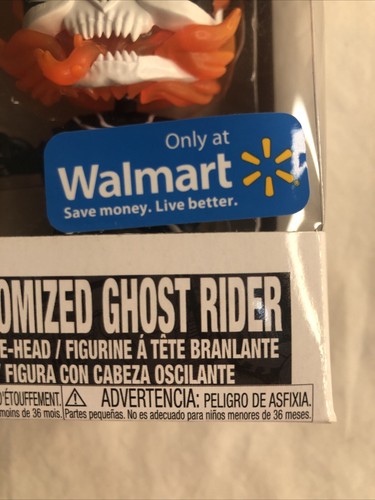 Only at
Walmart
Save money. Live better.
OMIZED GHOST RIDER
E-HEAD / FIGURINE Á TÊTE BRANLANTE
/ FIGURA CON CABEZA OSCILANTE
D'ÉTOUFFEMENT. ⚠ ADVERTENCIA: PELIGRO DE ASFIXIA.
moins de 36 mois. Partes pequeñas. No es adecuado para niños menores de 36 meses.